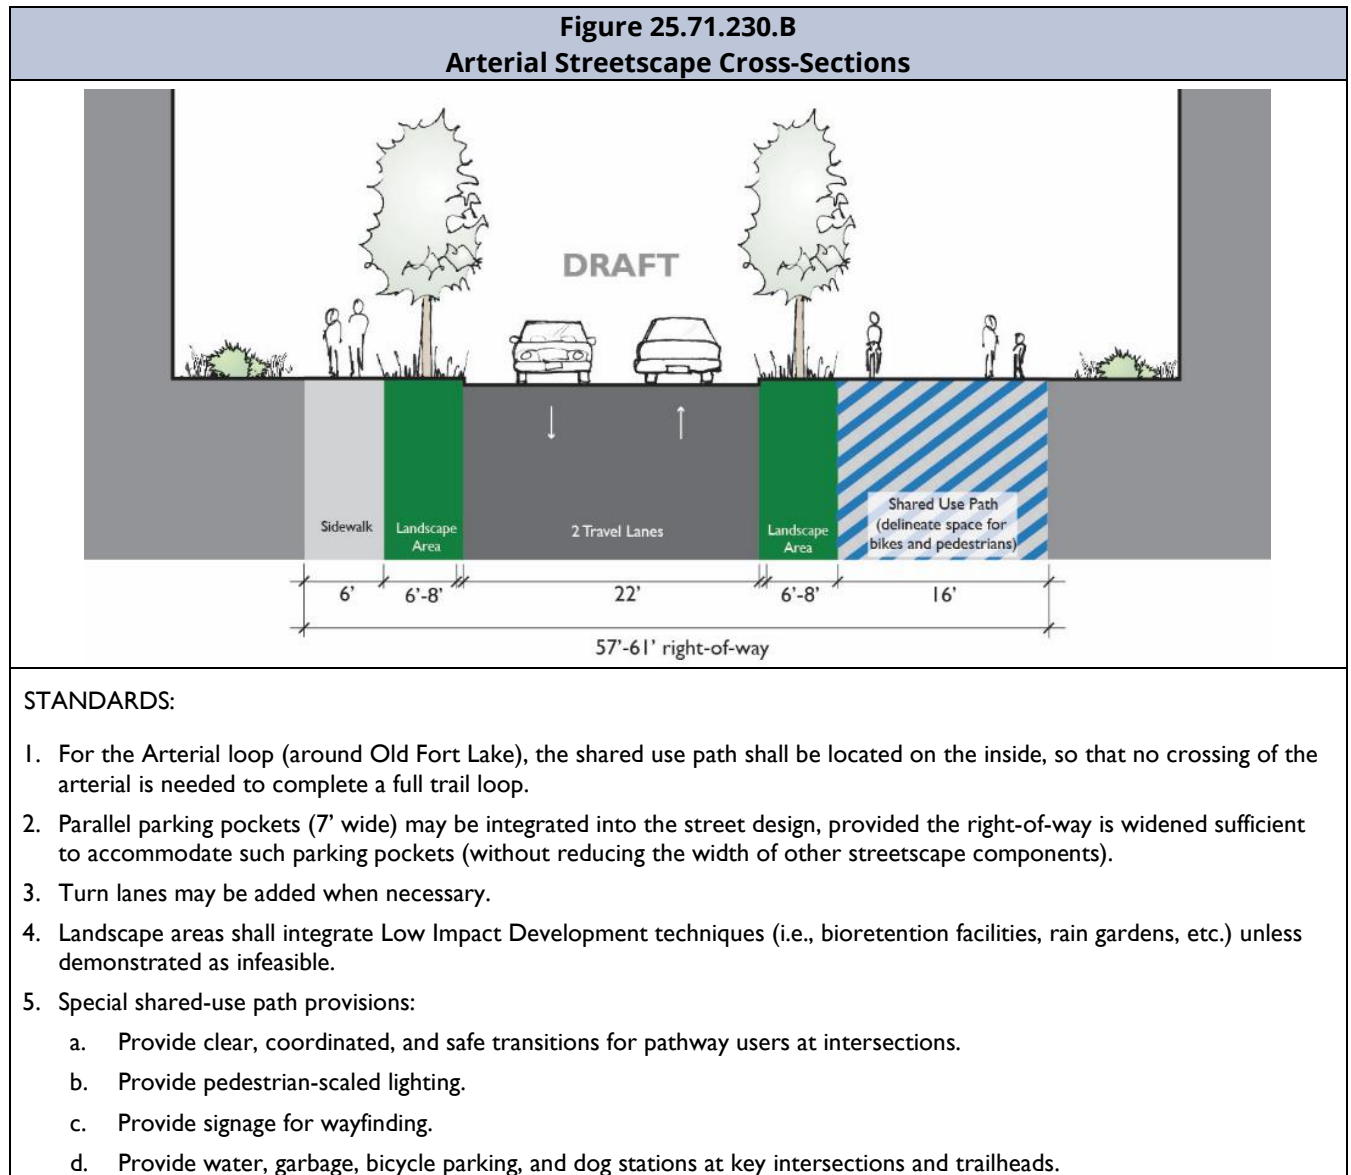 Figure 25.71.230.B
Arterial Streetscape Cross-Sections
DRAFT
Sidewalk
Landscape
Area
2 Travel Lanes
Landscape
Area
Shared Use Path
(delineate space for
bikes and pedestrians)
6’
6’-8’
22’
6’-8’
16’
57’-61’ right-of-way
STANDARDS:
1. For the Arterial loop (around Old Fort Lake), the shared use path shall be located on the inside, so that no crossing of the
arterial is needed to complete a full trail loop.
2. Parallel parking pockets (7’ wide) may be integrated into the street design, provided the right-of-way is widened sufficient
to accommodate such parking pockets (without reducing the width of other streetscape components).
3. Turn lanes may be added when necessary.
4. Landscape areas shall integrate Low Impact Development techniques (i.e., bioretention facilities, rain gardens, etc.) unless
demonstrated as infeasible.
5. Special shared-use path provisions:
a. Provide clear, coordinated, and safe transitions for pathway users at intersections.
b. Provide pedestrian-scaled lighting.
c. Provide signage for wayfinding.
d. Provide water, garbage, bicycle parking, and dog stations at key intersections and trailheads.